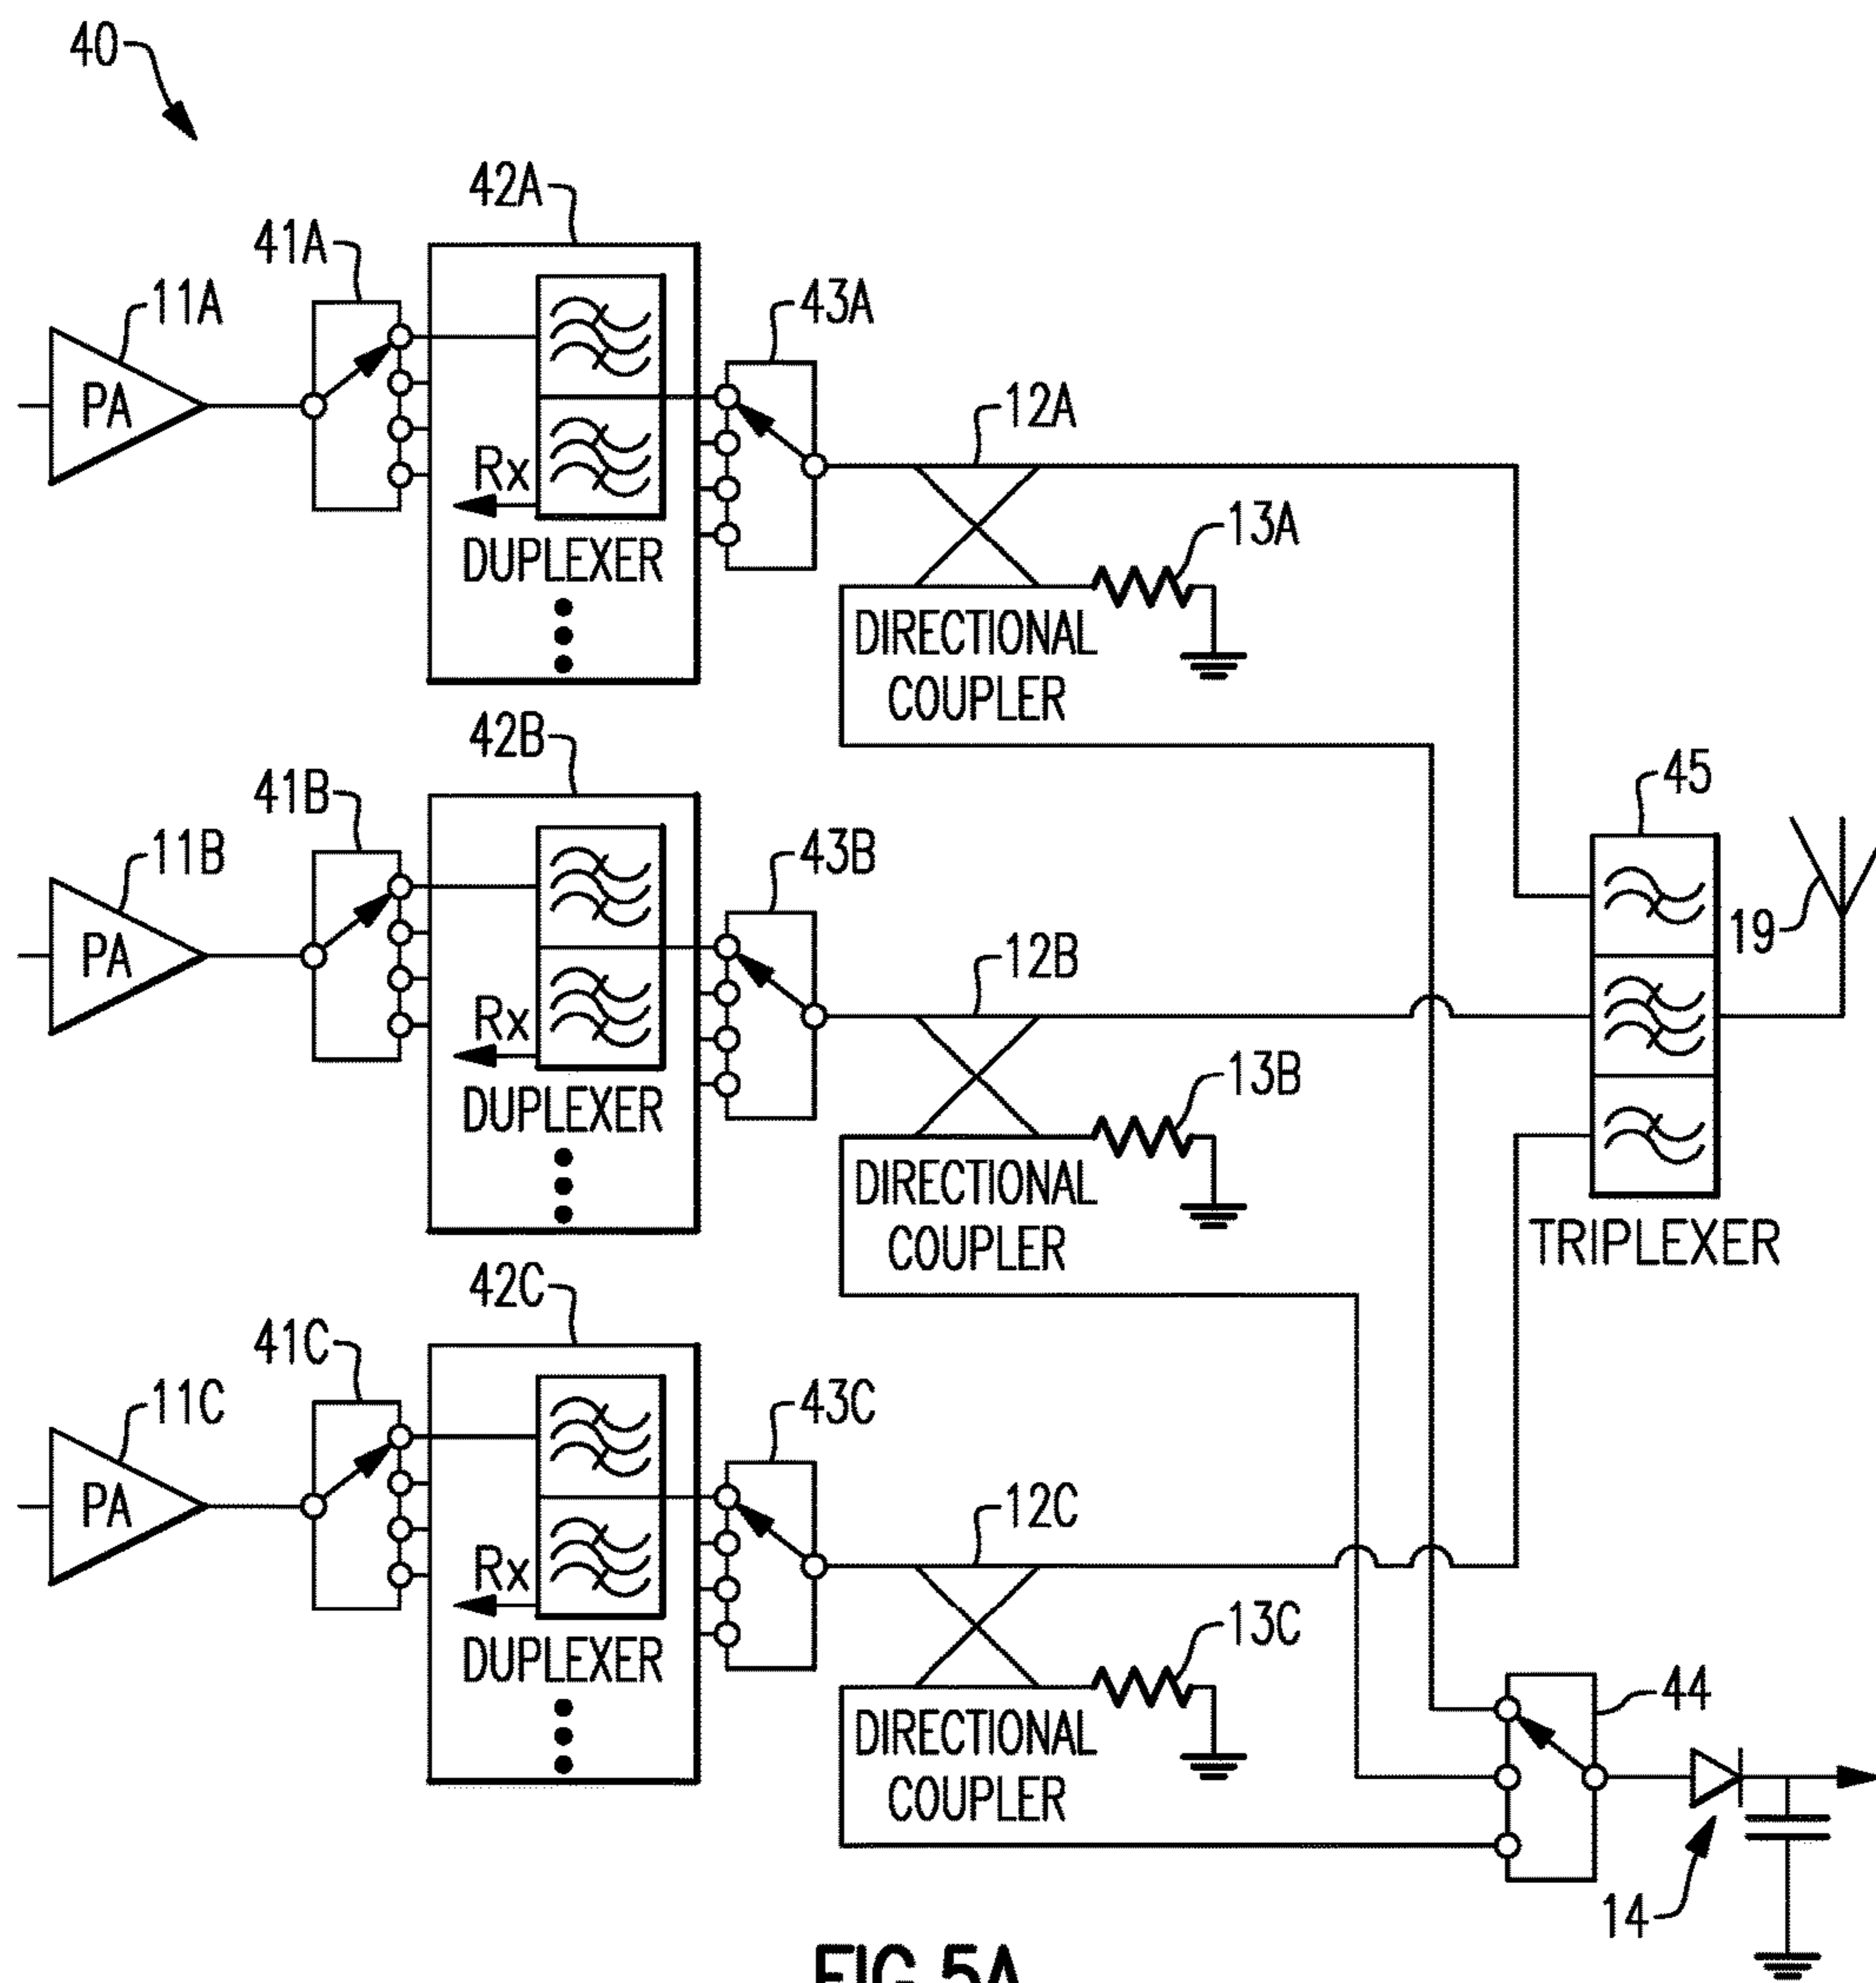 40
42A
41A
11A
43A
PA
12A
Rx
13A
DUPLEXER
DIRECTIONAL
COUPLER
42B
45
41B
11B
43B
19
PA
12B
Rx
13B
DUPLEXER
DIRECTIONAL
COUPLER
TRIPLEXER
42C
41C
11C
43C
PA
12C
Rx
13C
DUPLEXER
44
DIRECTIONAL
COUPLER
14
FIG.5A